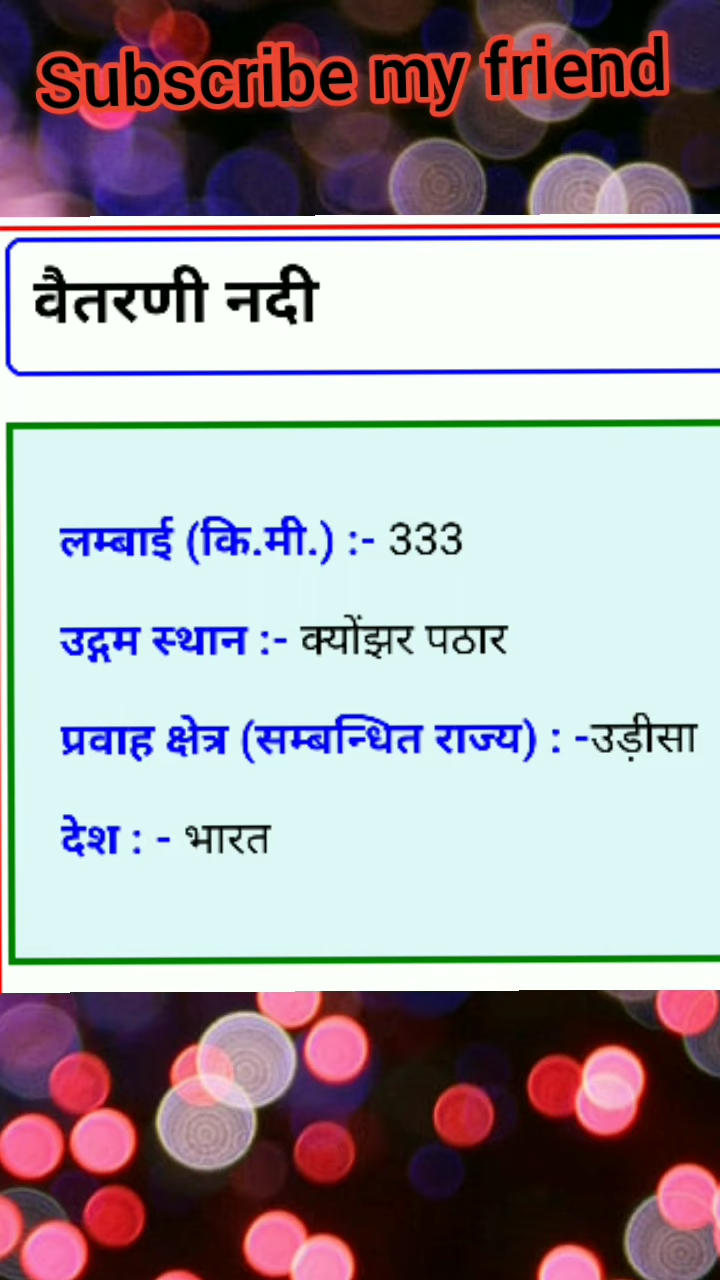 Subscribe my friend
वैतरणी नदी
लम्बाई (कि.मी.) :- 333
उद्गम स्थान :- क्योंझर पठार
प्रवाह क्षेत्र (सम्बन्धित राज्य) : -उड़ीसा
देश : - भारत